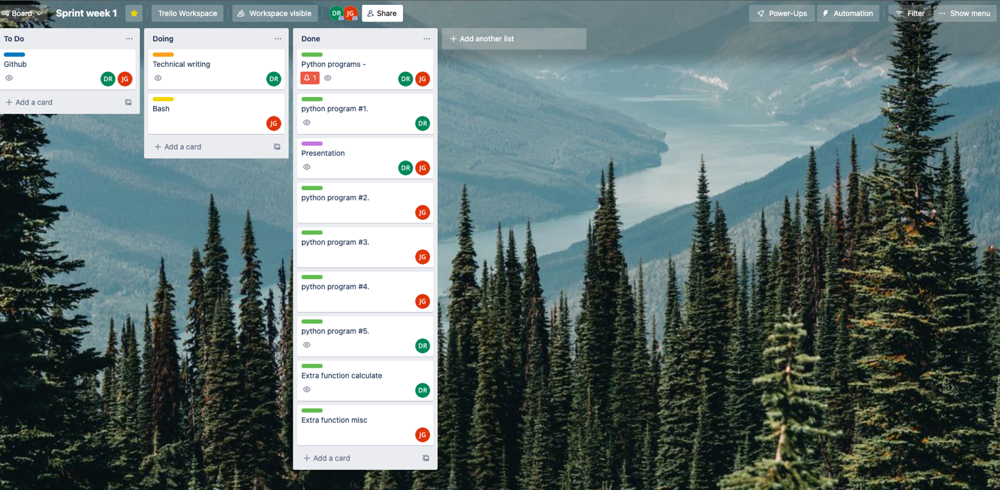 Board
Sprint week 1
Trello Workspace
Workspace visible
DR
JG
Share
Power-Ups
Automation
Filter
Show menu
To Do
Github
DR
JG
Add a card
Doing
Technical writing
DR
Bash
JG
Add a card
Done
Python programs -
1
DR
JG
python program #1.
DR
Presentation
DR
JG
python program #2.
JG
python program #3.
JG
python program #4.
JG
python program #5.
DR
Extra function calculate
DR
Extra function misc
JG
Add a card
Add another list